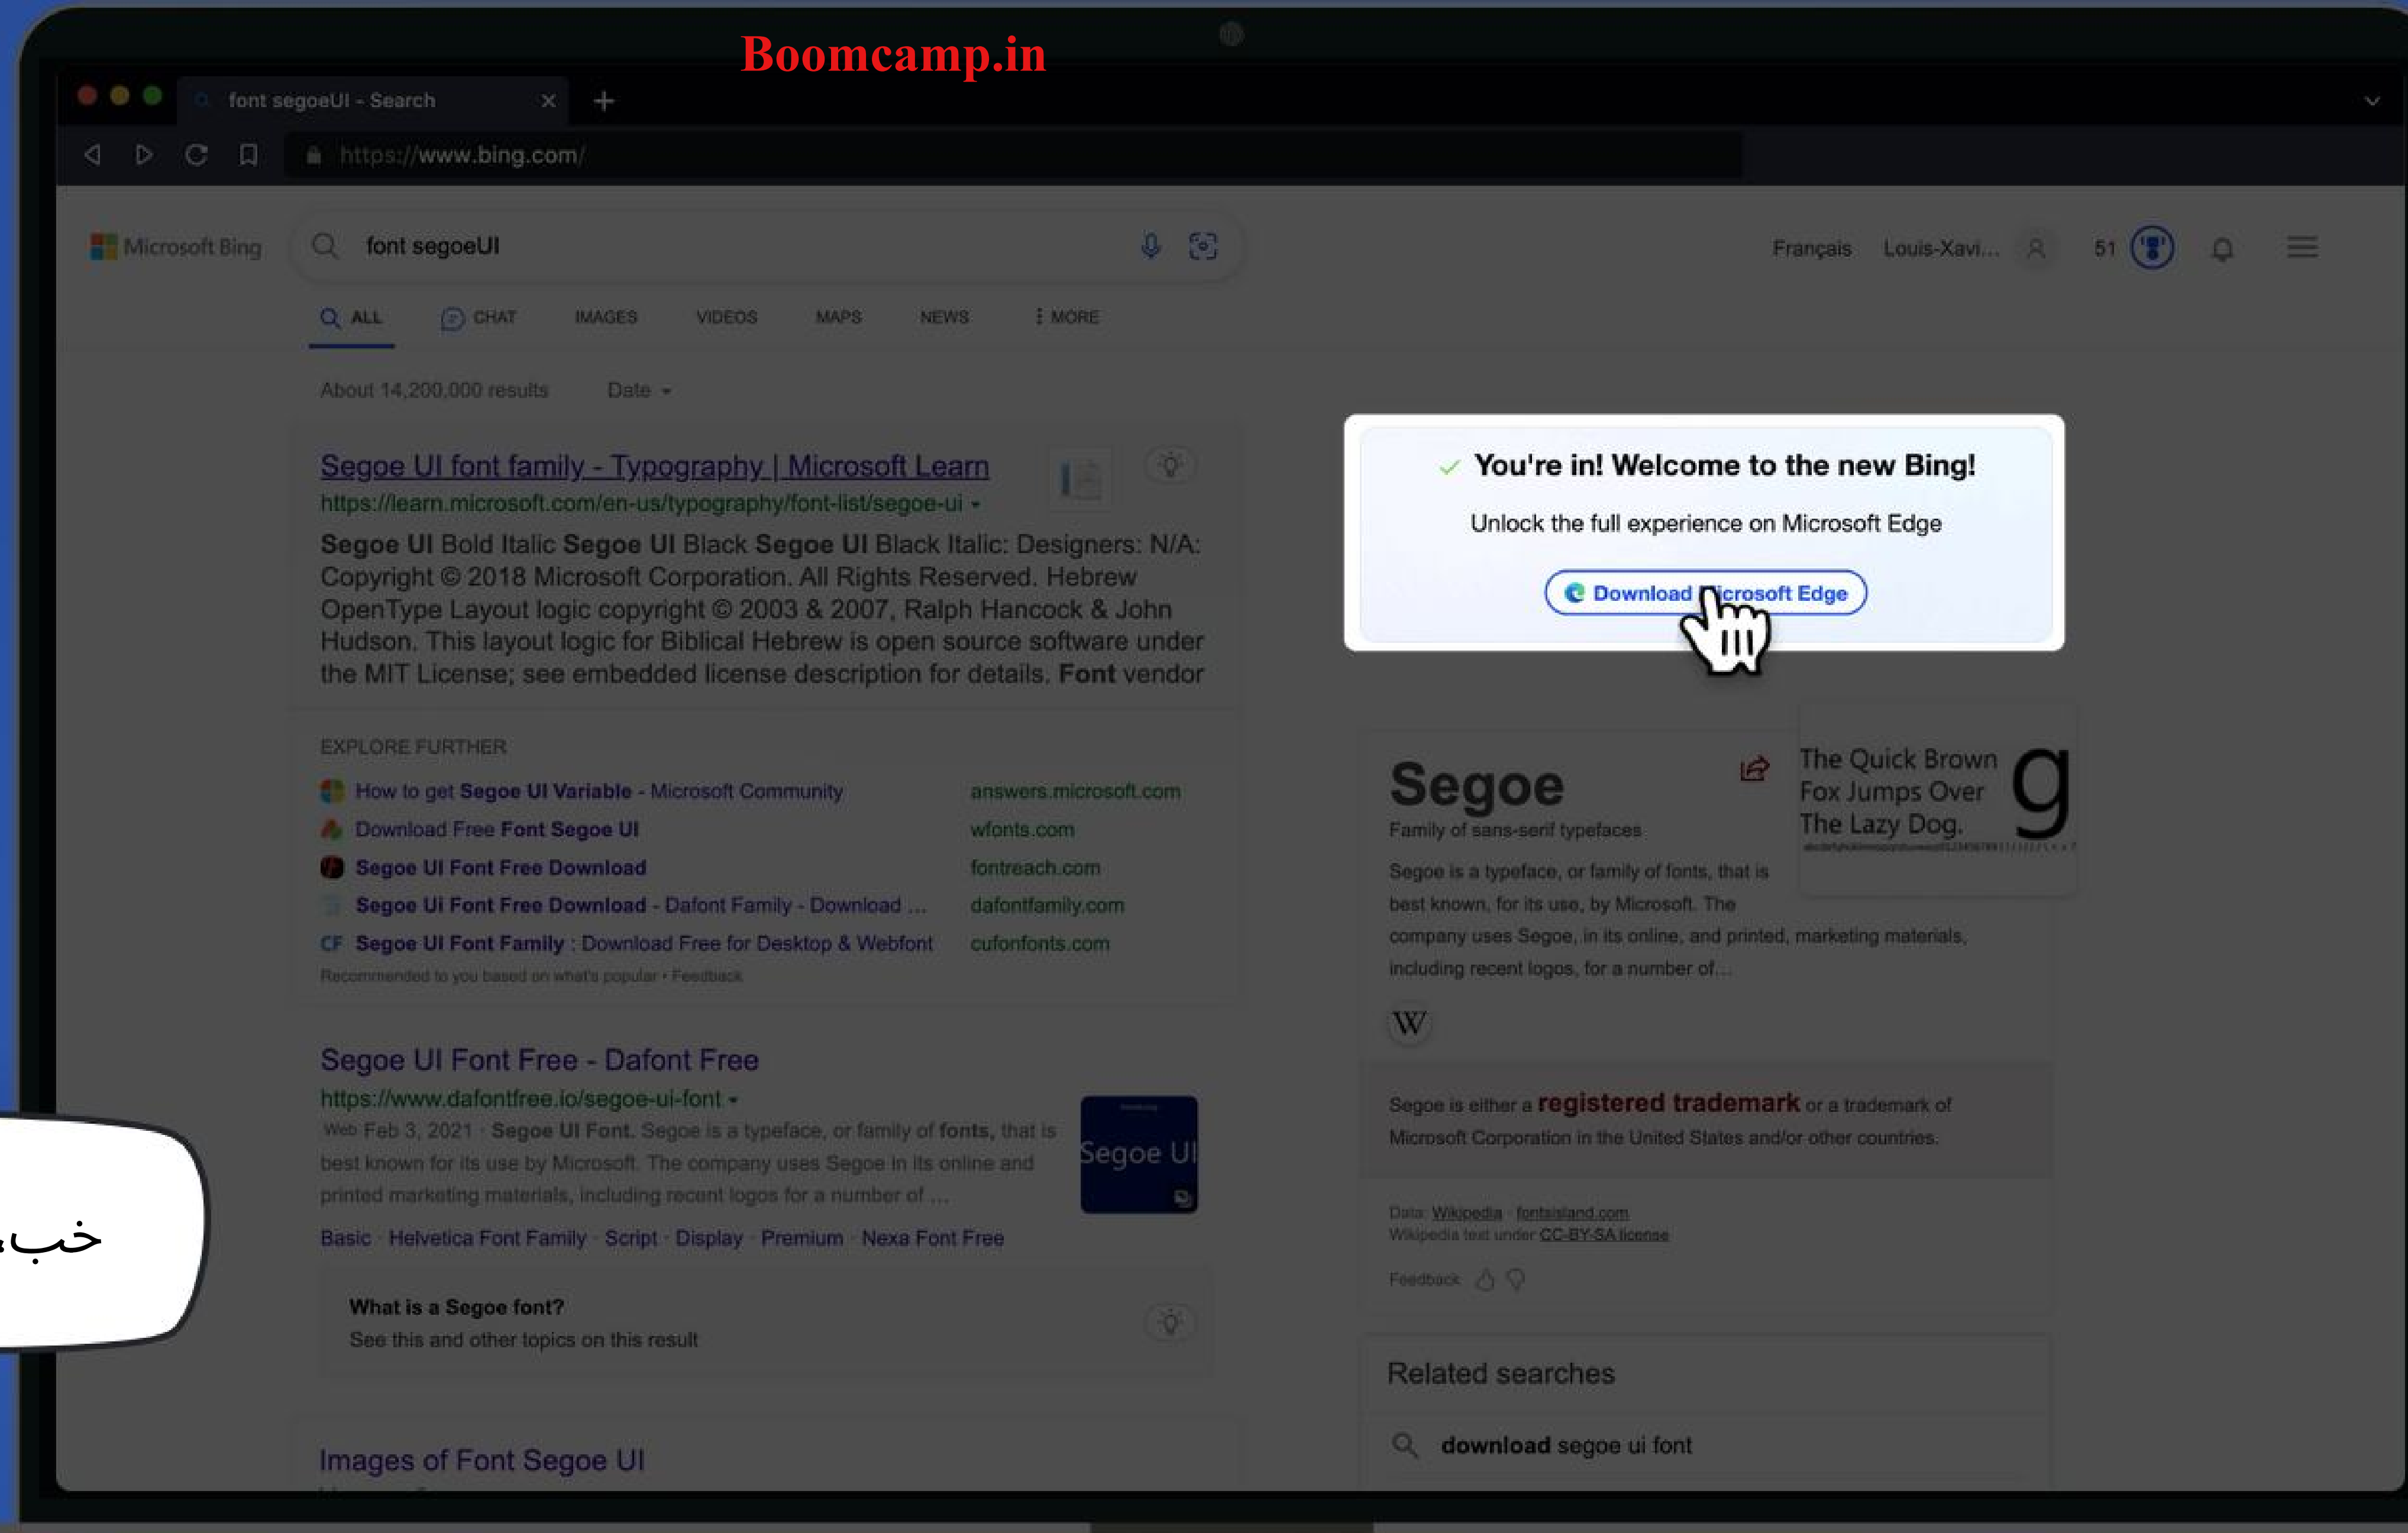 Boomcamp.in
font segoeUI - Search
https://www.bing.com/
Microsoft Bing
font segoeUI
Français Louis-Xavi... 51
ALL CHAT IMAGES VIDEOS MAPS NEWS MORE
About 14,200,000 results Date
Segoe UI font family - Typography | Microsoft Learn
https://learn.microsoft.com/en-us/typography/font-list/segoe-ui
Segoe UI Bold Italic Segoe UI Black Segoe UI Black Italic: Designers: N/A:
Copyright © 2018 Microsoft Corporation. All Rights Reserved. Hebrew
OpenType Layout logic copyright © 2003 & 2007, Ralph Hancock & John
Hudson. This layout logic for Biblical Hebrew is open source software under
the MIT License; see embedded license description for details. Font vendor
EXPLORE FURTHER
How to get Segoe UI Variable - Microsoft Community answers.microsoft.com
Download Free Font Segoe UI wfonts.com
Segoe UI Font Free Download fontreach.com
Segoe Ui Font Free Download - Dafont Family - Download ... dafontfamily.com
CF Segoe UI Font Family : Download Free for Desktop & Webfont cufonfonts.com
Recommended to you based on what's popular • Feedback
Segoe UI Font Free - Dafont Free
https://www.dafontfree.io/segoe-ui-font
Web Feb 3, 2021 · Segoe UI Font. Segoe is a typeface, or family of fonts, that is
best known for its use by Microsoft. The company uses Segoe in its online and
printed marketing materials, including recent logos for a number of ...
Segoe UI
Basic · Helvetica Font Family · Script · Display · Premium · Nexa Font Free
What is a Segoe font?
See this and other topics on this result
Images of Font Segoe UI
You're in! Welcome to the new Bing!
Unlock the full experience on Microsoft Edge
Download Microsoft Edge
Segoe
Family of sans-serif typefaces
The Quick Brown
Fox Jumps Over
The Lazy Dog.
g
Segoe is a typeface, or family of fonts, that is
best known, for its use, by Microsoft. The
company uses Segoe, in its online, and printed, marketing materials,
including recent logos, for a number of...
W
Segoe is either a registered trademark or a trademark of
Microsoft Corporation in the United States and/or other countries.
Data: Wikipedia · fontsisland.com
Wikipedia text under CC-BY-SA license
Feedback
Related searches
download segoe ui font
خب،